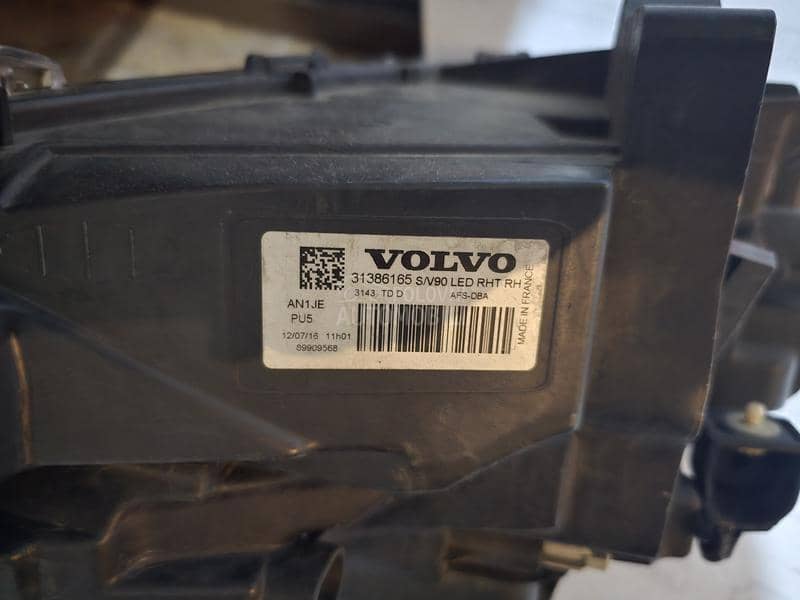 VOLVO
31386165 S/V90 LED RHT RH
3143 TD D AFS-DBA
AN1JE
PU5
12/07/16 11h01
89909568
MADE IN FRANCE